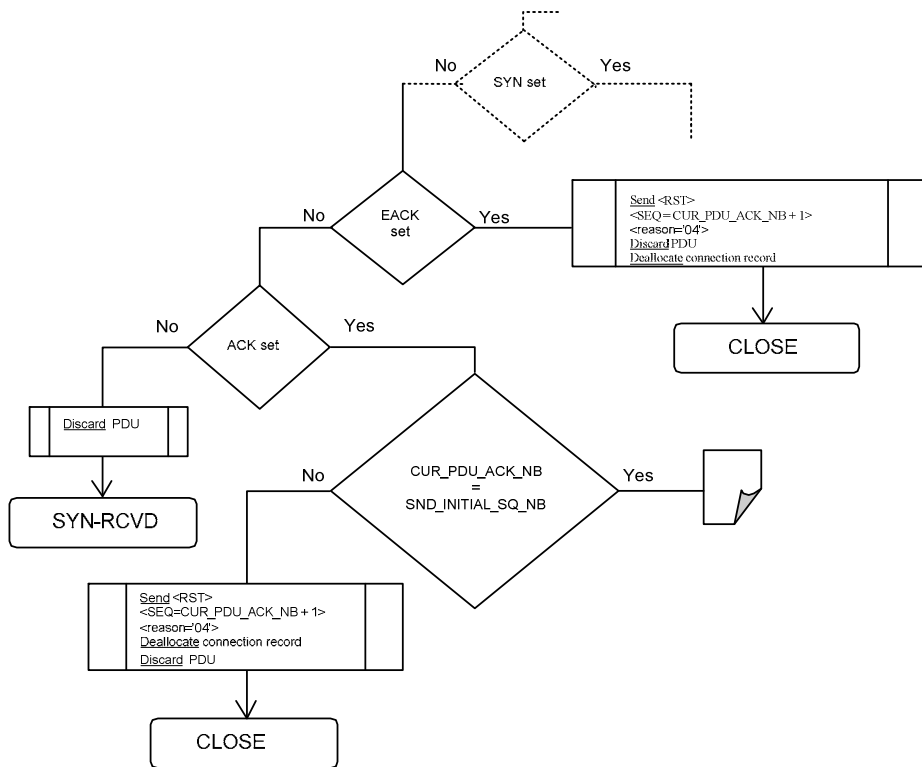 No
SYN set
Yes
No
EACK
set
Yes
Send <RST>
<SEQ=CUR_PDU_ACK_NB + 1>
<reason='04'>
Discard PDU
Deallocate connection record
CLOSE
No
ACK set
Yes
Discard PDU
SYN-RCVD
No
CUR_PDU_ACK_NB
=
SND_INITIAL_SQ_NB
Yes
Send <RST>
<SEQ=CUR_PDU_ACK_NB + 1>
<reason='04'>
Deallocate connection record
Discard PDU
CLOSE